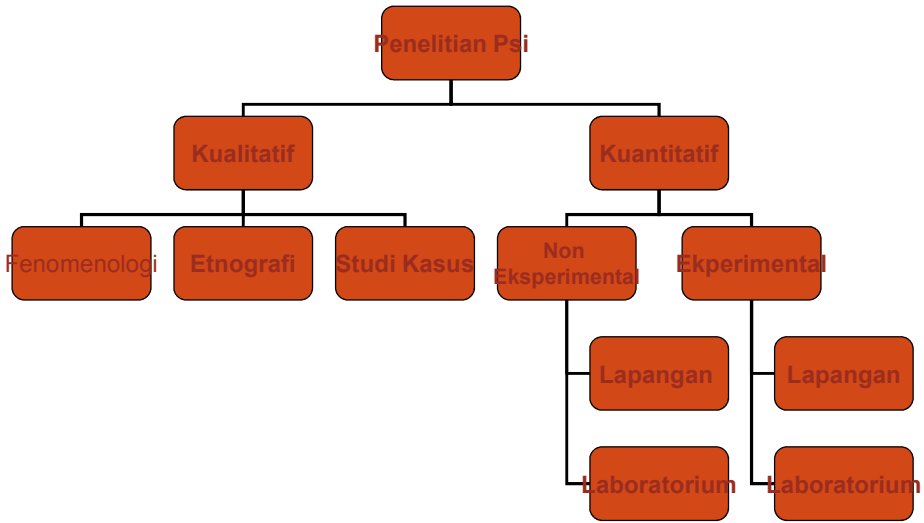 Penelitian Psi
Kualitatif
Kuantitatif
Fenomenologi
Etnografi
Studi Kasus
Non
Eksperimental
Ekperimental
Lapangan
Lapangan
Laboratorium
Laboratorium